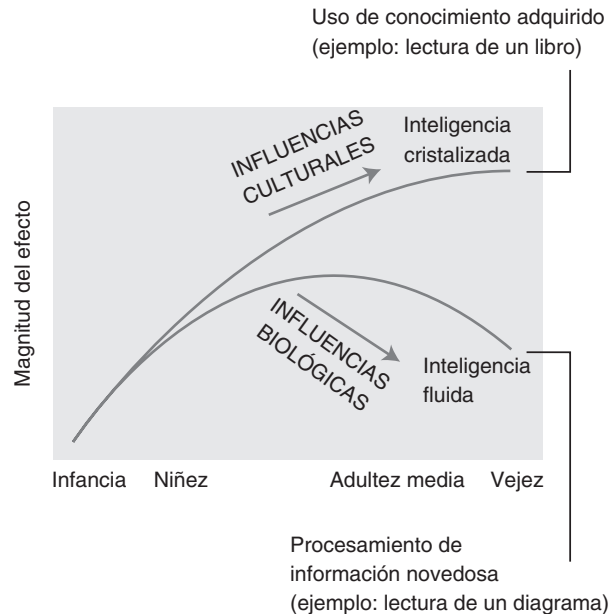 Uso de conocimiento adquirido
(ejemplo: lectura de un libro)
INFLUENCIAS
CULTURALES
Inteligencia
cristalizada
Magnitud del efecto
INFLUENCIAS
BIOLÓGICAS
Inteligencia
fluida
Infancia Niñez Adultez media Vejez
Procesamiento de
información novedosa
(ejemplo: lectura de un diagrama)